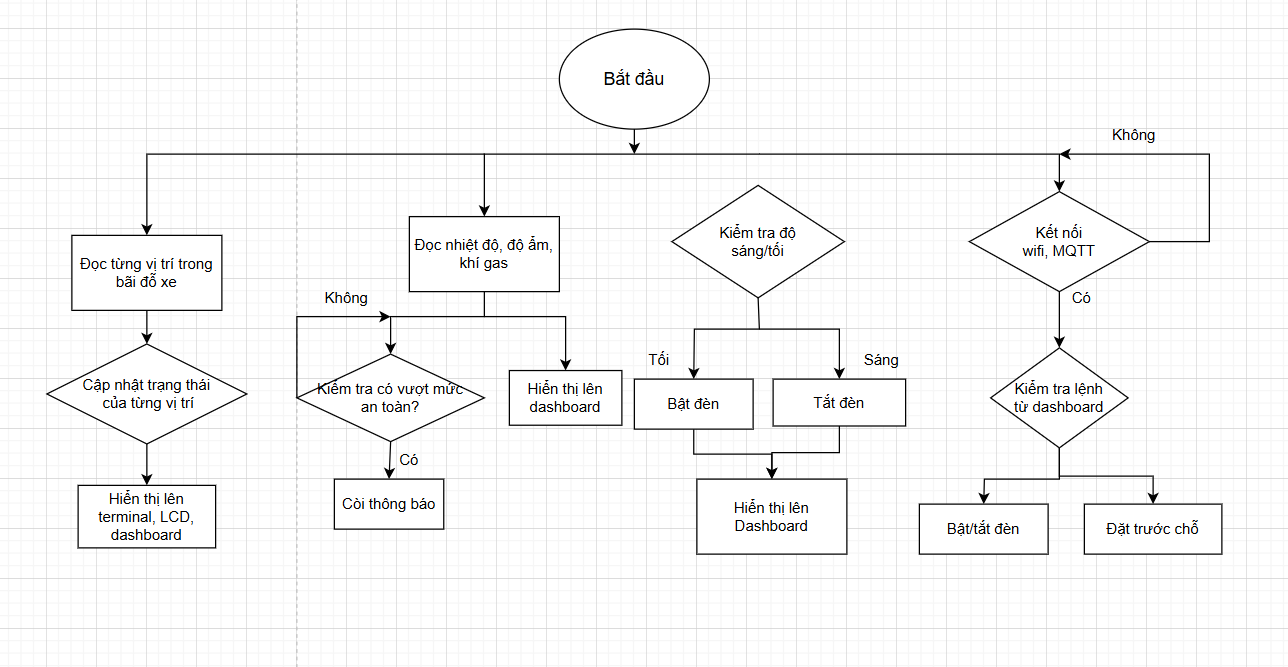 Bắt đầu
Không
Đọc từng vị trí trong
bãi đỗ xe
Đọc nhiệt độ, độ ẩm,
khí gas
Kiểm tra độ
sáng/tối
Kết nối
wifi, MQTT
Không
Có
Cập nhật trạng thái
của từng vị trí
Kiểm tra có vượt mức
an toàn?
Hiển thị lên
dashboard
Tối
Sáng
Bật đèn
Tắt đèn
Kiểm tra lệnh
từ dashboard
Có
Hiển thị lên
terminal, LCD,
dashboard
Còi thông báo
Hiển thị lên
Dashboard
Bật/tắt đèn
Đặt trước chỗ